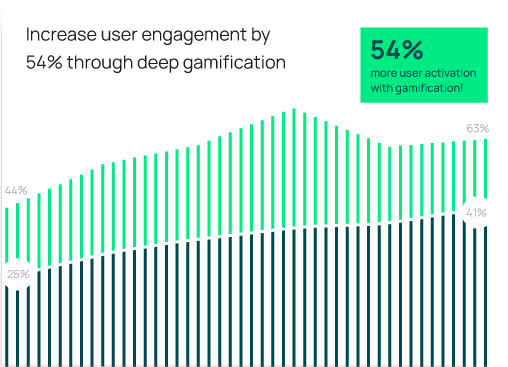 Increase user engagement by
54% through deep gamification
54%
more user activation
with gamification!
63%
44%
41%
25%